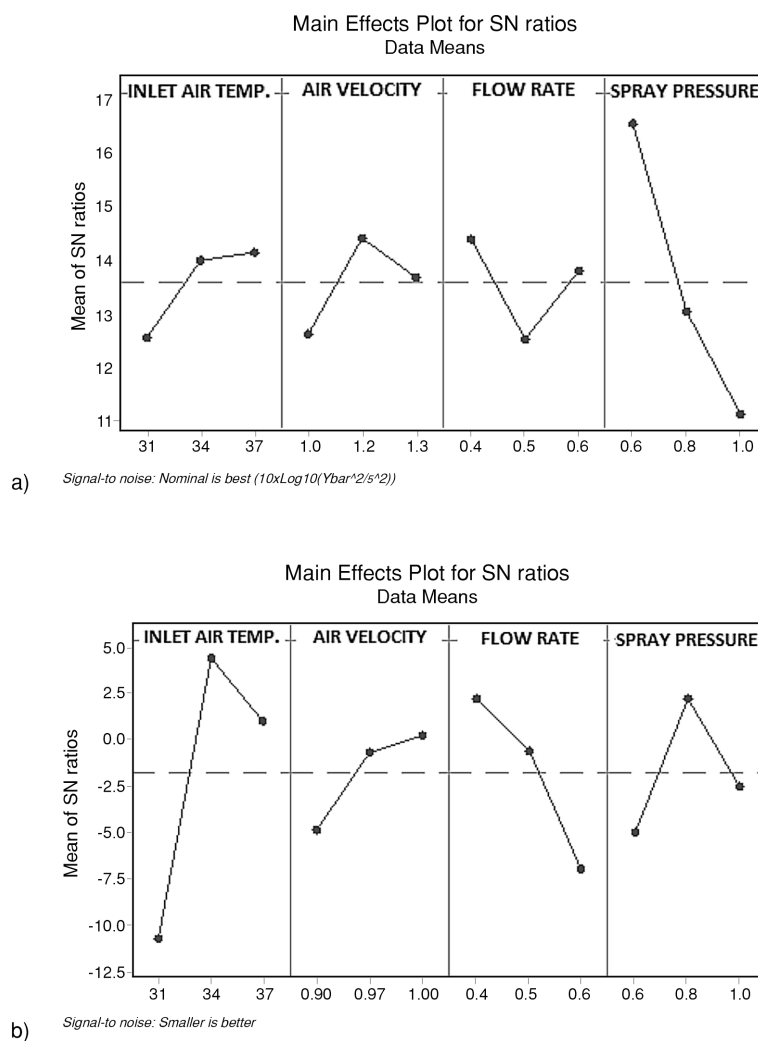 Main Effects Plot for SN ratios
Data Means
INLET AIR TEMP. AIR VELOCITY FLOW RATE SPRAY PRESSURE
17
16
15
14
13
12
11
Mean of SN ratios
31 34 37 1.0 1.2 1.3 0.4 0.5 0.6 0.6 0.8 1.0
a) Signal-to noise: Nominal is best (10xLog10(Ybar^2/s^2))
Main Effects Plot for SN ratios
Data Means
INLET AIR TEMP. AIR VELOCITY FLOW RATE SPRAY PRESSURE
5.0
2.5
0.0
-2.5
-5.0
-7.5
-10.0
-12.5
Mean of SN ratios
31 34 37 0.90 0.97 1.00 0.4 0.5 0.6 0.6 0.8 1.0
b) Signal-to noise: Smaller is better